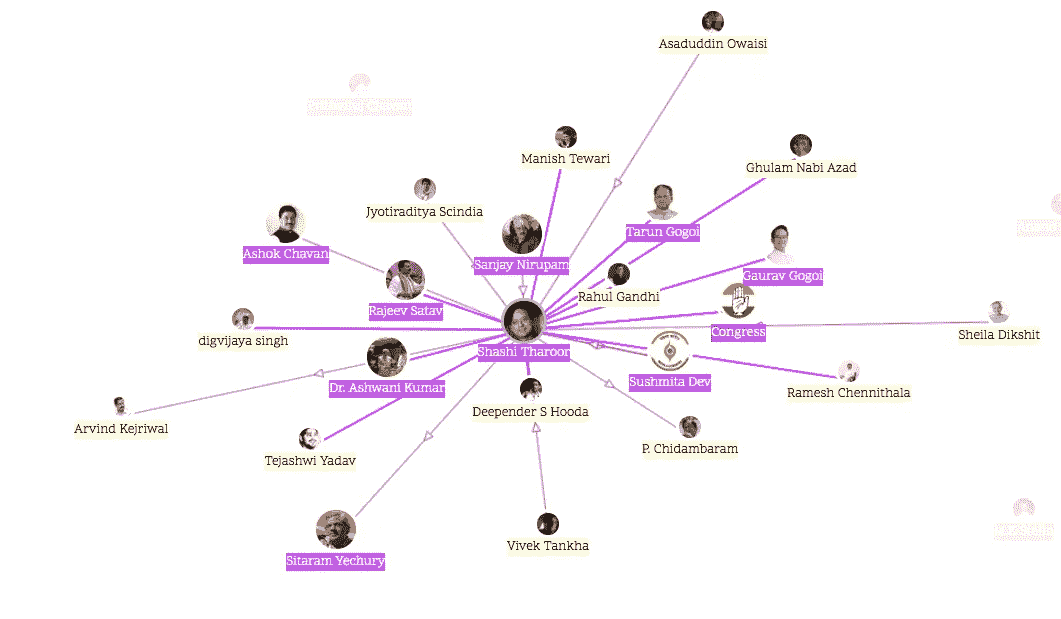 Asaduddin Owaisi
Manish Tewari
Ghulam Nabi Azad
Jyotiraditya Scindia
Tarun Gogoi
Ashok Chavan
Sanjay Nirupam
Gaurav Gogoi
Rahul Gandhi
Rajeev Satav
Congress
Sheila Dikshit
digvijaya singh
Shashi Tharoor
Sushmita Dev
Dr. Ashwani Kumar
Ramesh Chennithala
Deepender S Hooda
Arvind Kejriwal
P. Chidambaram
Tejashwi Yadav
Vivek Tankha
Sitaram Yechury